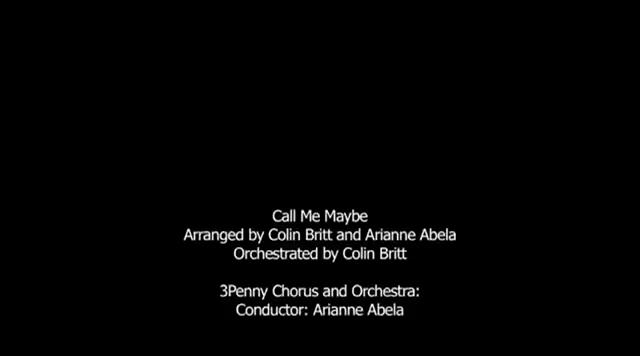 Call Me Maybe
Arranged by Colin Britt and Arianne Abela
Orchestrated by Colin Britt
3Penny Chorus and Orchestra:
Conductor: Arianne Abela